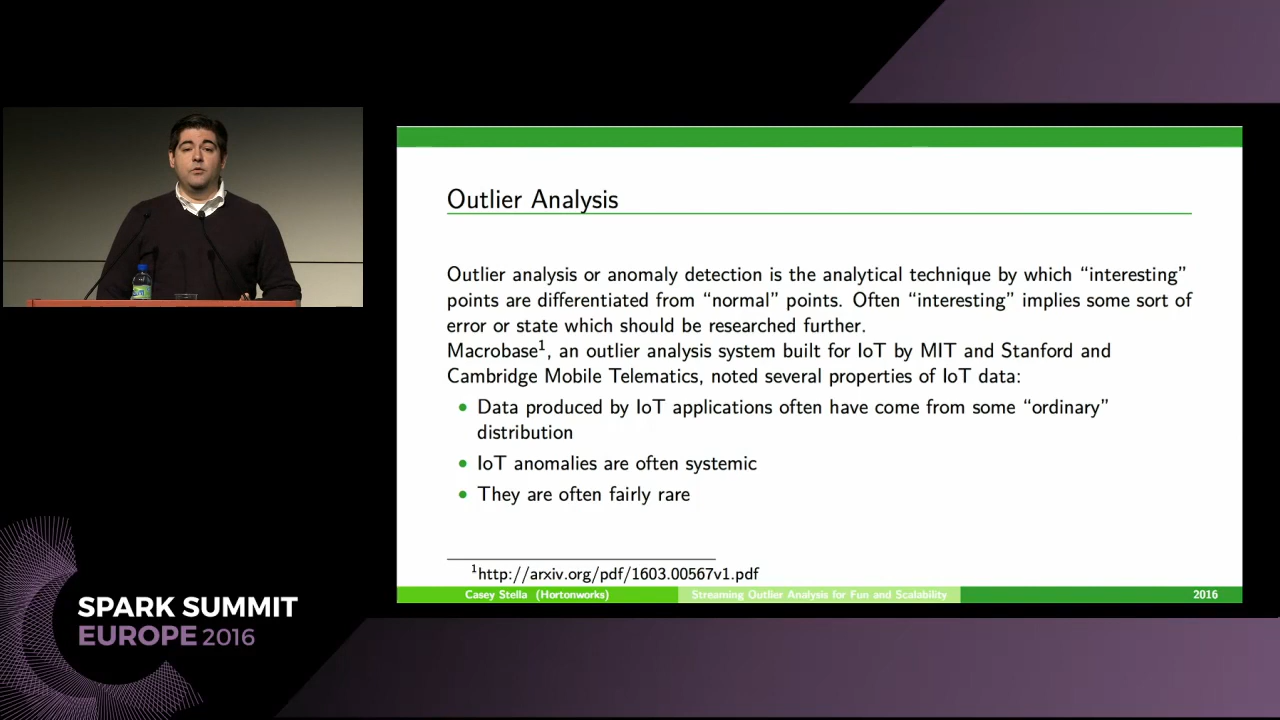 Outlier Analysis
Outlier analysis or anomaly detection is the analytical technique by which “interesting”
points are differentiated from “normal” points. Often “interesting” implies some sort of
error or state which should be researched further.
Macrobase1, an outlier analysis system built for IoT by MIT and Stanford and
Cambridge Mobile Telematics, noted several properties of IoT data:
• Data produced by IoT applications often have come from some “ordinary”
distribution
• IoT anomalies are often systemic
• They are often fairly rare
1http://arxiv.org/pdf/1603.00567v1.pdf
Casey Stella (Hortonworks) Streaming Outlier Analysis for Fun and Scalability 2016
SPARK SUMMIT
EUROPE 2016